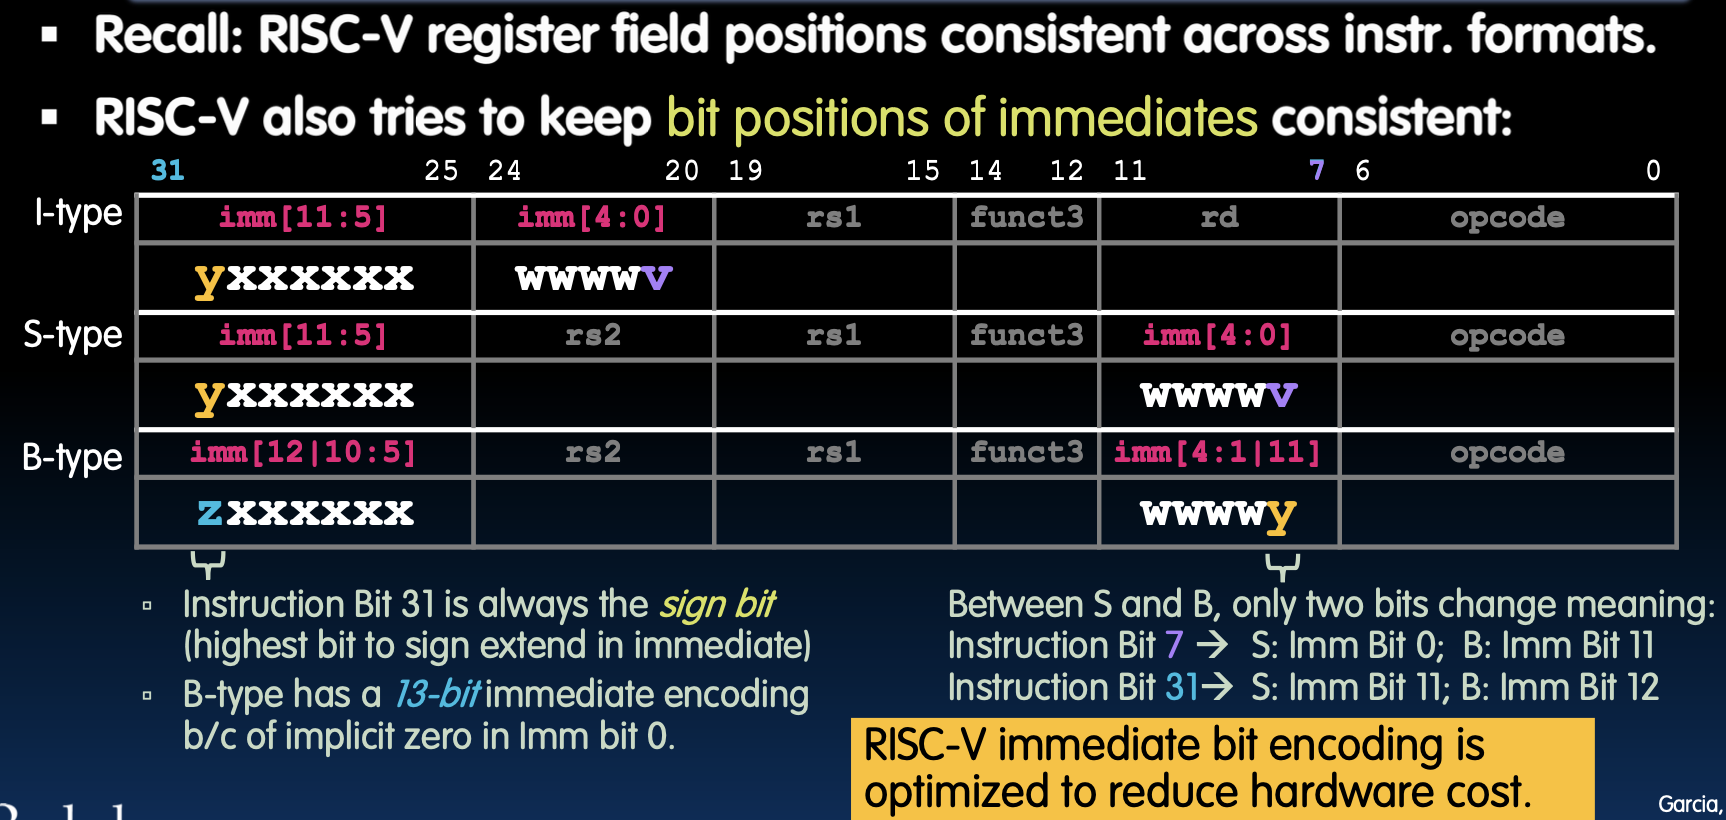 ▪ Recall: RISC-V register field positions consistent across instr. formats.
▪ RISC-V also tries to keep bit positions of immediates consistent:
31 25 24 20 19 15 14 12 11 7 6 0
I-type imm[11:5] imm[4:0] rs1 funct3 rd opcode
yxxxxxx wwwwv
S-type imm[11:5] rs2 rs1 funct3 imm[4:0] opcode
yxxxxxx wwwwv
B-type imm[12|10:5] rs2 rs1 funct3 imm[4:1|11] opcode
zxxxxxx wwwwy
▫ Instruction Bit 31 is always the sign bit
(highest bit to sign extend in immediate)
▫ B-type has a 13-bit immediate encoding
b/c of implicit zero in Imm bit 0.
Between S and B, only two bits change meaning:
Instruction Bit 7 → S: Imm Bit 0; B: Imm Bit 11
Instruction Bit 31→ S: Imm Bit 11; B: Imm Bit 12
RISC-V immediate bit encoding is
optimized to reduce hardware cost.
Garcia,